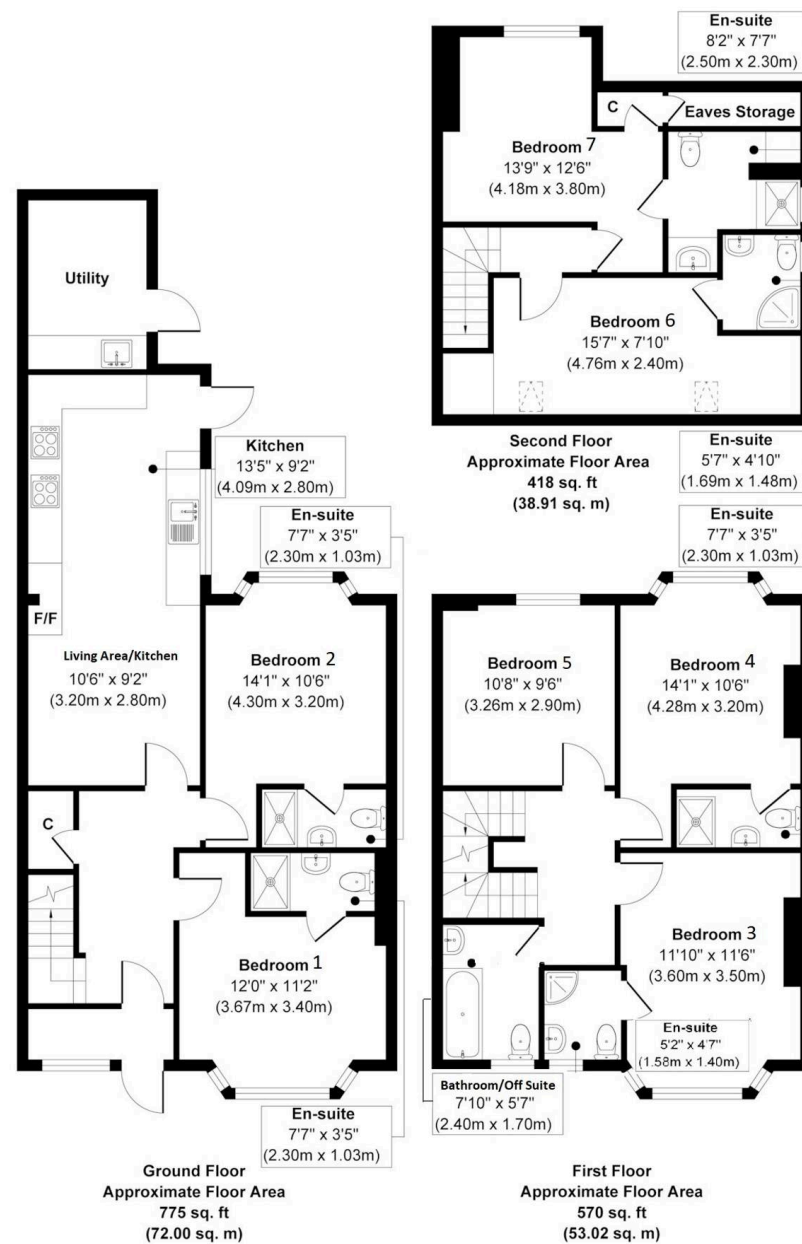 En-suite
8'2" x 7'7"
(2.50m x 2.30m)
C
Eaves Storage
Bedroom 7
13'9" x 12'6"
(4.18m x 3.80m)
Bedroom 6
15'7" x 7'10"
(4.76m x 2.40m)
Second Floor
Approximate Floor Area
418 sq. ft
(38.91 sq. m)
En-suite
5'7" x 4'10"
(1.69m x 1.48m)
Utility
Kitchen
13'5" x 9'2"
(4.09m x 2.80m)
En-suite
7'7" x 3'5"
(2.30m x 1.03m)
F/F
Living Area/Kitchen
10'6" x 9'2"
(3.20m x 2.80m)
Bedroom 2
14'1" x 10'6"
(4.30m x 3.20m)
C
Bedroom 1
12'0" x 11'2"
(3.67m x 3.40m)
En-suite
7'7" x 3'5"
(2.30m x 1.03m)
Ground Floor
Approximate Floor Area
775 sq. ft
(72.00 sq. m)
En-suite
7'7" x 3'5"
(2.30m x 1.03m)
Bedroom 5
10'8" x 9'6"
(3.26m x 2.90m)
Bedroom 4
14'1" x 10'6"
(4.28m x 3.20m)
Bedroom 3
11'10" x 11'6"
(3.60m x 3.50m)
En-suite
5'2" x 4'7"
(1.58m x 1.40m)
Bathroom/Off Suite
7'10" x 5'7"
(2.40m x 1.70m)
First Floor
Approximate Floor Area
570 sq. ft
(53.02 sq. m)